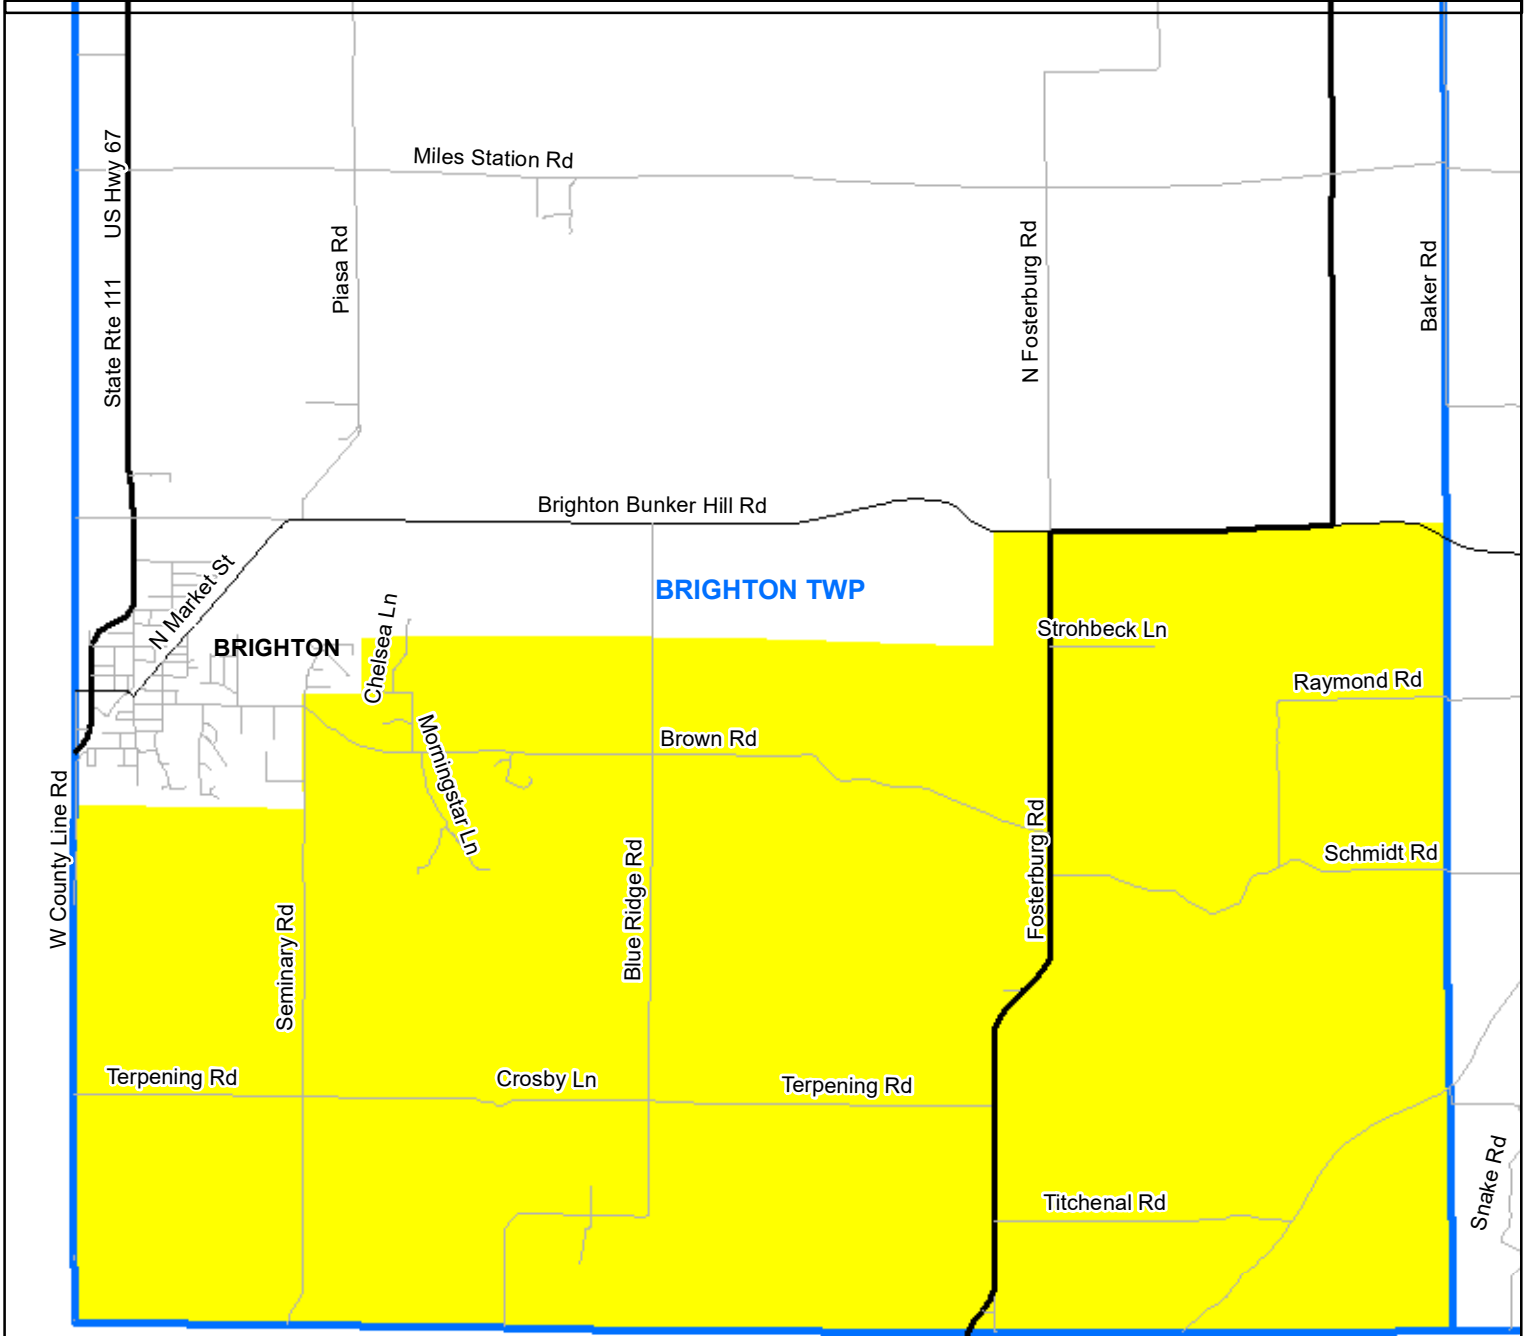 US Hwy 67
Miles Station Rd
Piasa Rd
N Fosterburg Rd
Baker Rd
State Rte 111
Brighton Bunker Hill Rd
N Market St
BRIGHTON TWP
Chelsea Ln
Strohbeck Ln
BRIGHTON
Raymond Rd
Morningstar Ln
Brown Rd
W County Line Rd
Fosterburg Rd
Schmidt Rd
Blue Ridge Rd
Seminary Rd
Terpening Rd
Crosby Ln
Terpening Rd
Snake Rd
Titchenal Rd